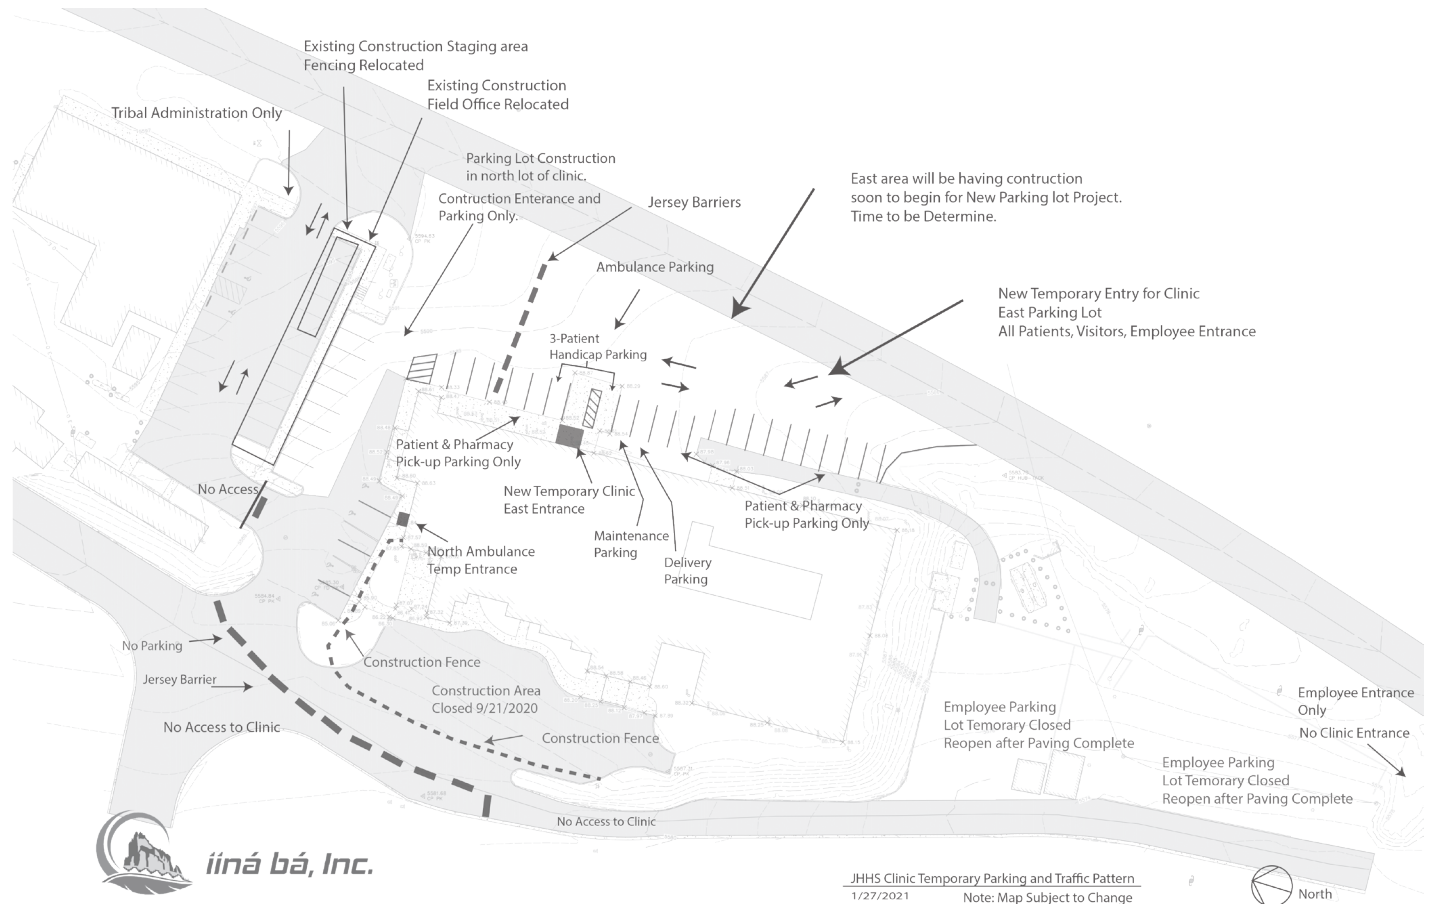 Existing Construction Staging area
Fencing Relocated
Existing Construction
Field Office Relocated
Tribal Administration Only
Parking Lot Construction
in north lot of clinic.
Contruction Enterance and
Parking Only.
Jersey Barriers
East area will be having contruction
soon to begin for New Parking lot Project.
Time to be Determine.
Ambulance Parking
New Temporary Entry for Clinic
East Parking Lot
All Patients, Visitors, Employee Entrance
3-Patient
Handicap Parking
Patient & Pharmacy
Pick-up Parking Only
No Access
New Temporary Clinic
East Entrance
Patient & Pharmacy
Pick-up Parking Only
Maintenance
Parking
Delivery
Parking
North Ambulance
Temp Entrance
No Parking
Construction Fence
Jersey Barrier
Construction Area
Closed 9/21/2020
No Access to Clinic
Construction Fence
Employee Parking
Lot Temorary Closed
Reopen after Paving Complete
Employee Entrance
Only
No Clinic Entrance
Employee Parking
Lot Temorary Closed
Reopen after Paving Complete
No Access to Clinic
iiná bá, Inc.
JHHS Clinic Temporary Parking and Traffic Pattern
1/27/2021
Note: Map Subject to Change
North